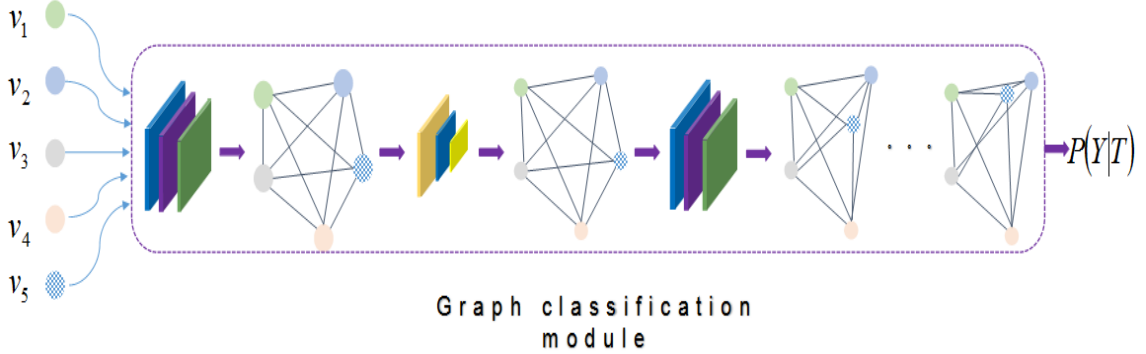 v1
v2
v3
v4
v5
. . .
P(Y|T)
Graph classification
module